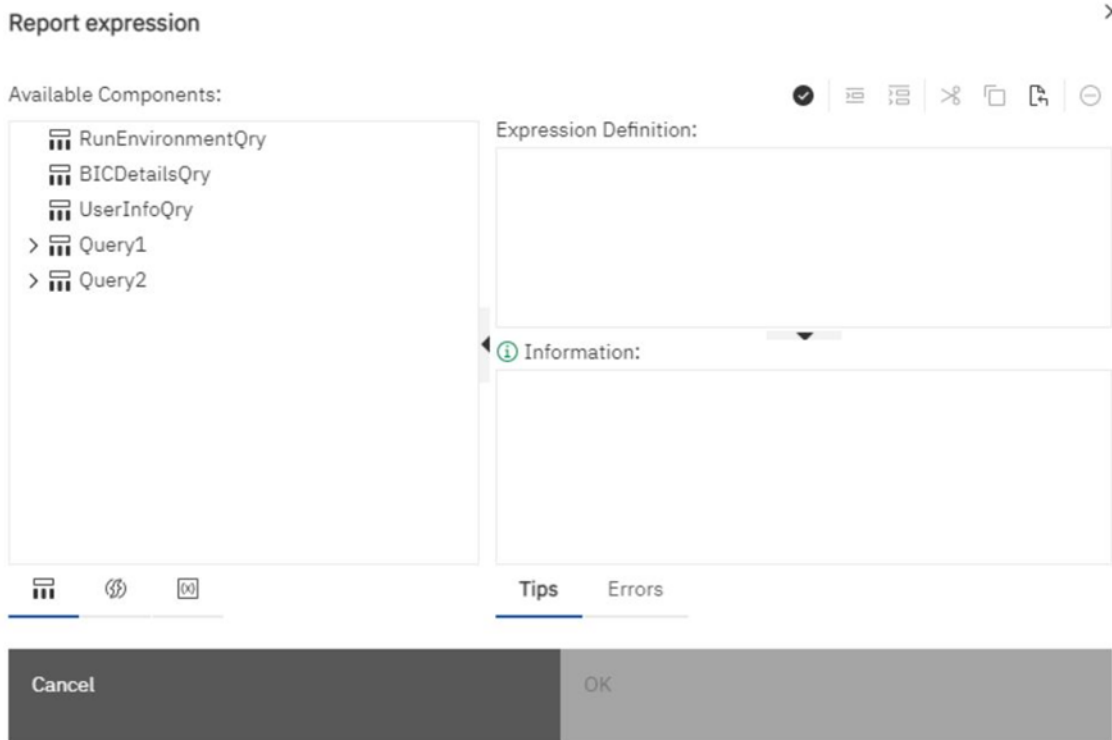 Report expression
Available Components:
RunEnvironmentQry
BICDetailsQry
UserInfoQry
Query1
Query2
Expression Definition:
Information:
Tips
Errors
Cancel
OK